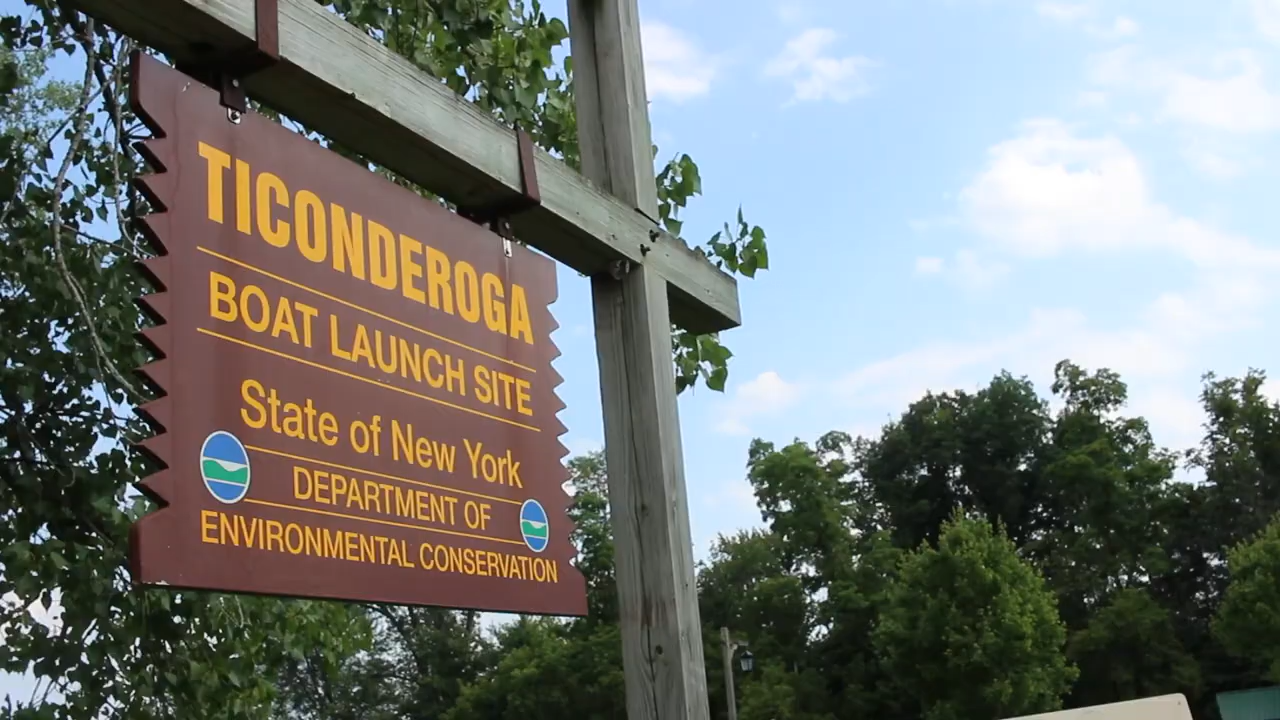 TICONDEROGA
BOAT LAUNCH SITE
State of New York
DEPARTMENT OF
ENVIRONMENTAL CONSERVATION